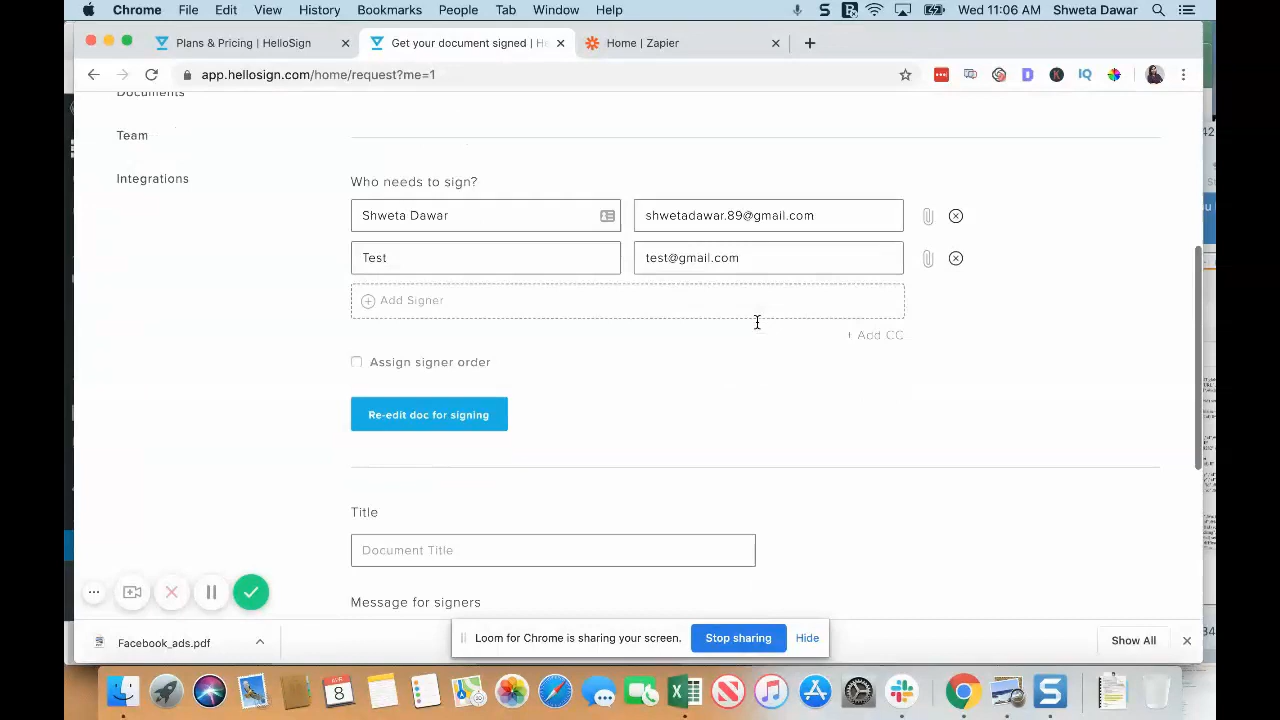 Chrome File Edit View History Bookmarks People Tab Window Help Wed 11:06 AM Shweta Dawar
Plans & Pricing | HelloSign Get your document signed | H Home | Zapier
app.hellosign.com/home/request?me=1
Documents
Team
Integrations
Who needs to sign?
Shweta Dawar shwetadawar.89@gmail.com
Test test@gmail.com
Add Signer
+ Add CC
Assign signer order
Re-edit doc for signing
Title
Document Title
Message for signers
Loom for Chrome is sharing your screen. Stop sharing Hide
Facebook_ads.pdf Show All